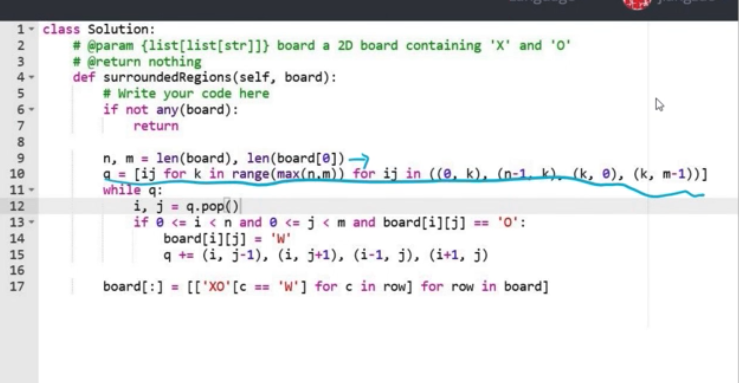 1 class Solution:
2 # @param {list[list[str]]} board a 2D board containing 'X' and 'O'
3 # @return nothing
4 def surroundedRegions(self, board):
5 # Write your code here
6 if not any(board):
7 return
8
9 n, m = len(board), len(board[0])
10 q = [ij for k in range(max(n,m)) for ij in ((0, k), (n-1, k), (k, 0), (k, m-1))]
11 while q:
12 i, j = q.pop()
13 if 0 <= i < n and 0 <= j < m and board[i][j] == 'O':
14 board[i][j] = 'W'
15 q += (i, j-1), (i, j+1), (i-1, j), (i+1, j)
16
17 board[:] = [['XO'[c == 'W'] for c in row] for row in board]